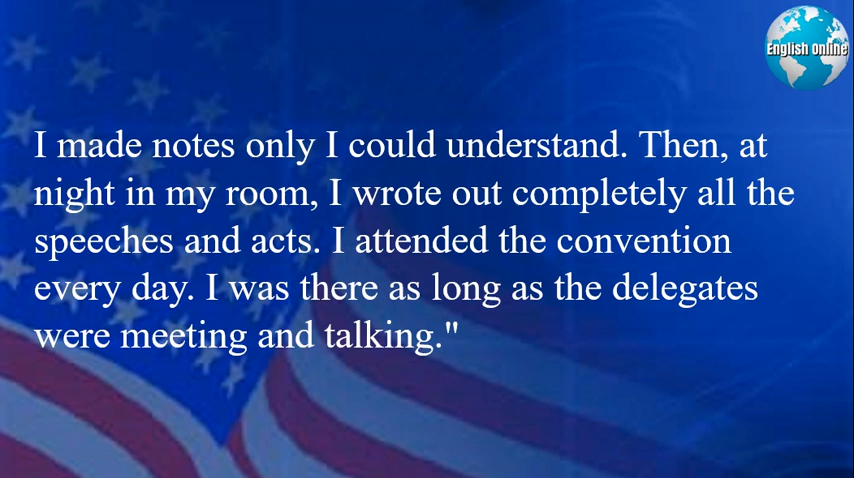 English Online
I made notes only I could understand. Then, at
night in my room, I wrote out completely all the
speeches and acts. I attended the convention
every day. I was there as long as the delegates
were meeting and talking."